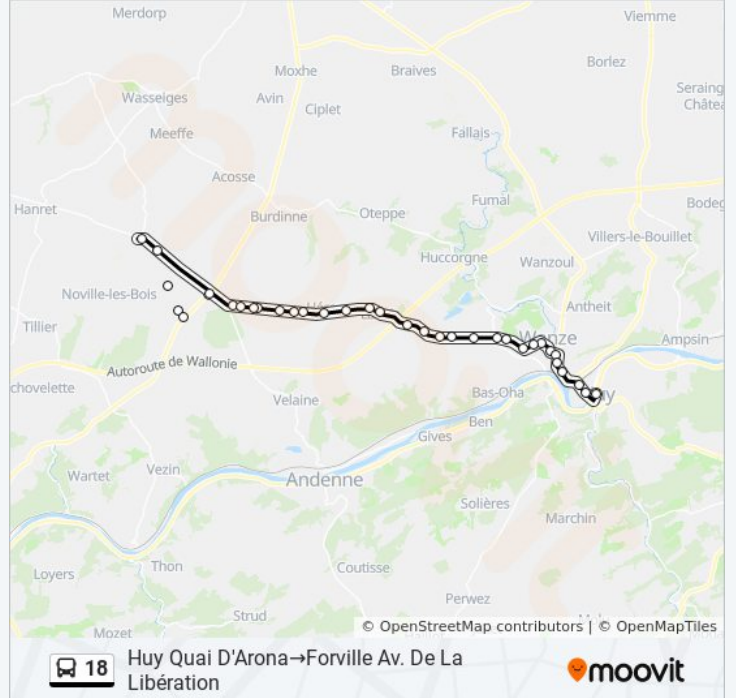 Merdorp
Viemme
Moxhe
Braives
Borlez
Wasseiges
Avin
Ciplet
Seraing
Châtea
Meeffe
Fallais
Acosse
Hanret
Burdinne
Oteppe
Fumal
Bodeg
Villers-le-Bouillet
Huccorgne
Wanzoul
Noville-les-Bois
Antheit
Tillier
Wanze
Ampsin
Autoroute de Wallonie
chovelette
Velaine
Bas-Oha
Ben
Gives
Wartet
Vezin
Andenne
Solières
Marchin
Thon
Coutisse
Loyers
Perwez
Strud
Mozet
© OpenStreetMap contributors | © OpenMapTiles
18
Huy Quai D'Arona→Forville Av. De La
Libération
moovit